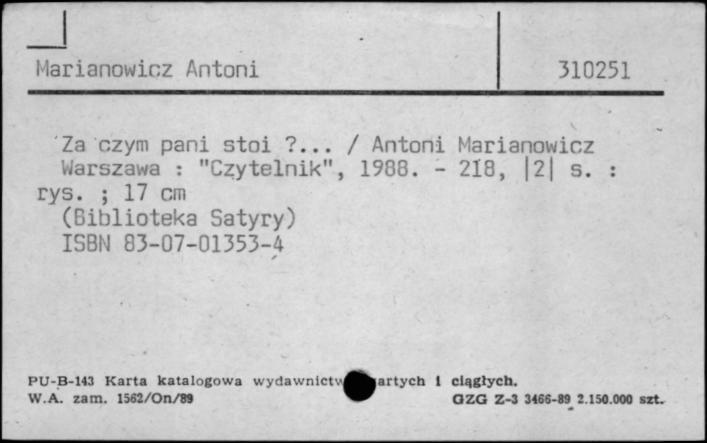 Marianowicz Antoni 310251
Za czym pani stoi ?... / Antoni Marianowicz
Warszawa : "Czytelnik", 1988. - 218, |2| s. :
rys. ; 17 cm
(Biblioteka Satyry)
ISBN 83-07-01353-4
PU-B-143 Karta katalogowa wydawnictw artych i ciągłych.
W.A. zam. 1562/On/89 GZG Z-3 3466-89 2.150.000 szt.